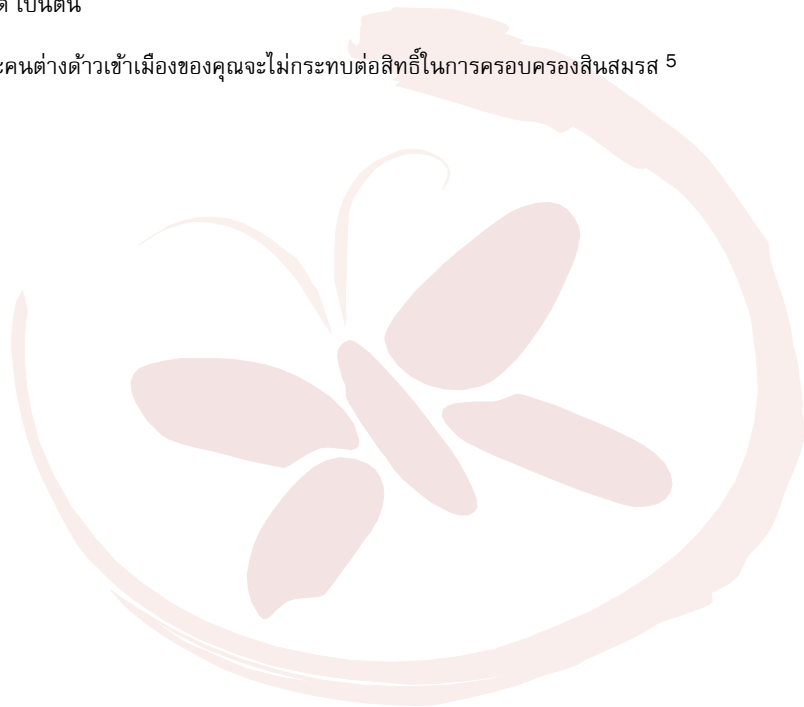 เป็นต้น
คนต่างด้าวเข้าเมืองของคุณจะไม่กระทบต่อสิทธิ์ในการครอบครองสินสมรส 5